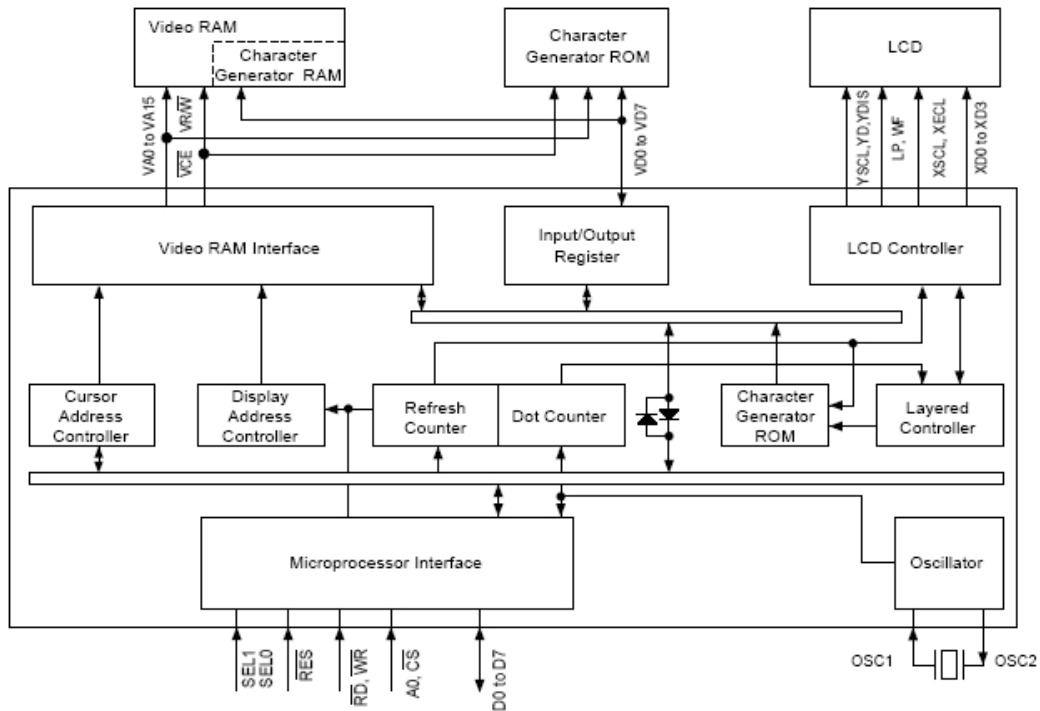 Video RAM
Character
Generator RAM
Character
Generator ROM
LCD
VA0 to VA15
VR/W
VCE
VD0 to VD7
YSCL,YD,YDIS
LP, WF
XSCL, XECL
XD0 to XD3
Video RAM Interface
Input/Output
Register
LCD Controller
Cursor
Address
Controller
Display
Address
Controller
Refresh
Counter
Dot Counter
Character
Generator
ROM
Layered
Controller
Microprocessor Interface
Oscillator
SEL1
SEL0
RES
RD, WR
A0, CS
D0 to D7
OSC1
OSC2